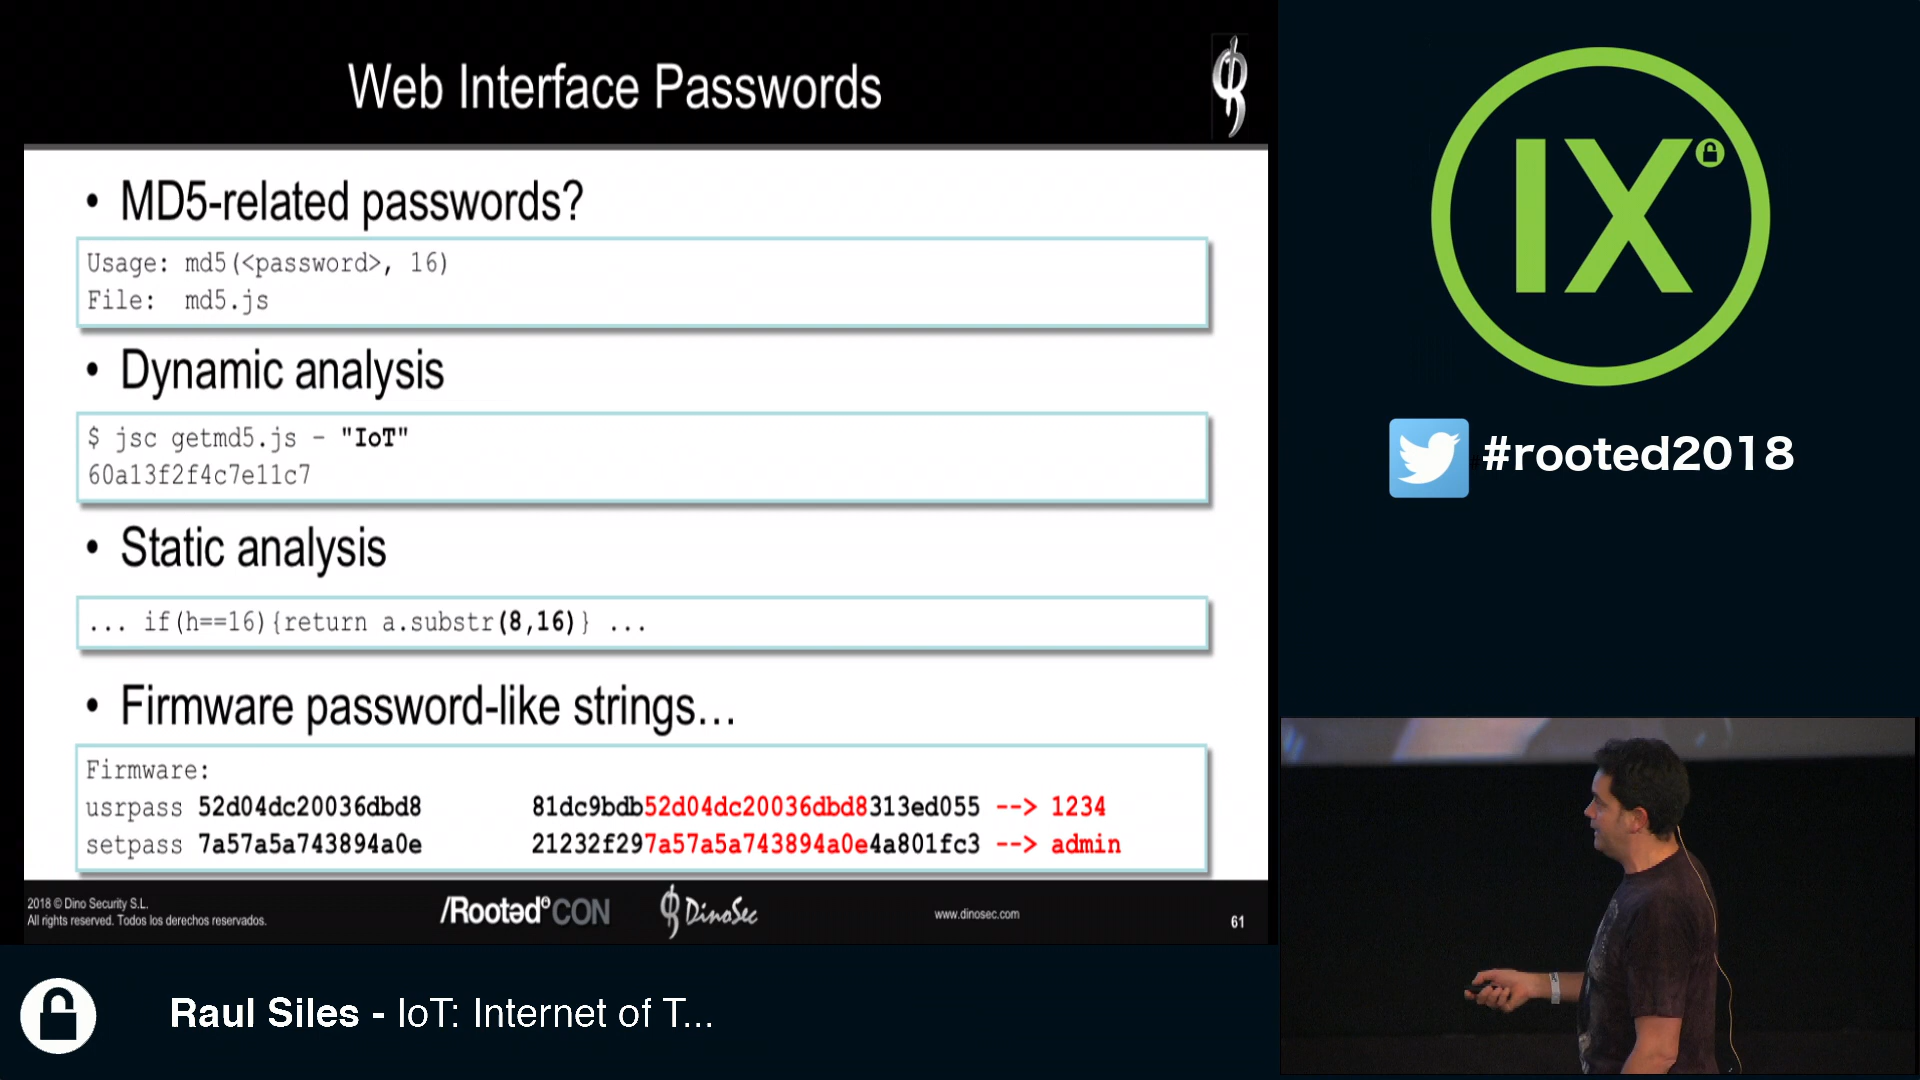 Web Interface Passwords
• MD5-related passwords?
Usage: md5(<password>, 16)
File: md5.js
• Dynamic analysis
$ jsc getmd5.js - "IoT"
60a13f2f4c7e11c7
• Static analysis
... if(h==16){return a.substr(8,16)} ...
• Firmware password-like strings…
Firmware:
usrpass 52d04dc20036dbd8 81dc9bdb52d04dc20036dbd8313ed055 --> 1234
setpass 7a57a5a743894a0e 21232f297a57a5a743894a0e4a801fc3 --> admin
2018 © Dino Security S.L.
All rights reserved. Todos los derechos reservados.
/Rooted CON
DinoSec
www.dinosec.com
61
IX
#rooted2018
Raul Siles - IoT: Internet of T...